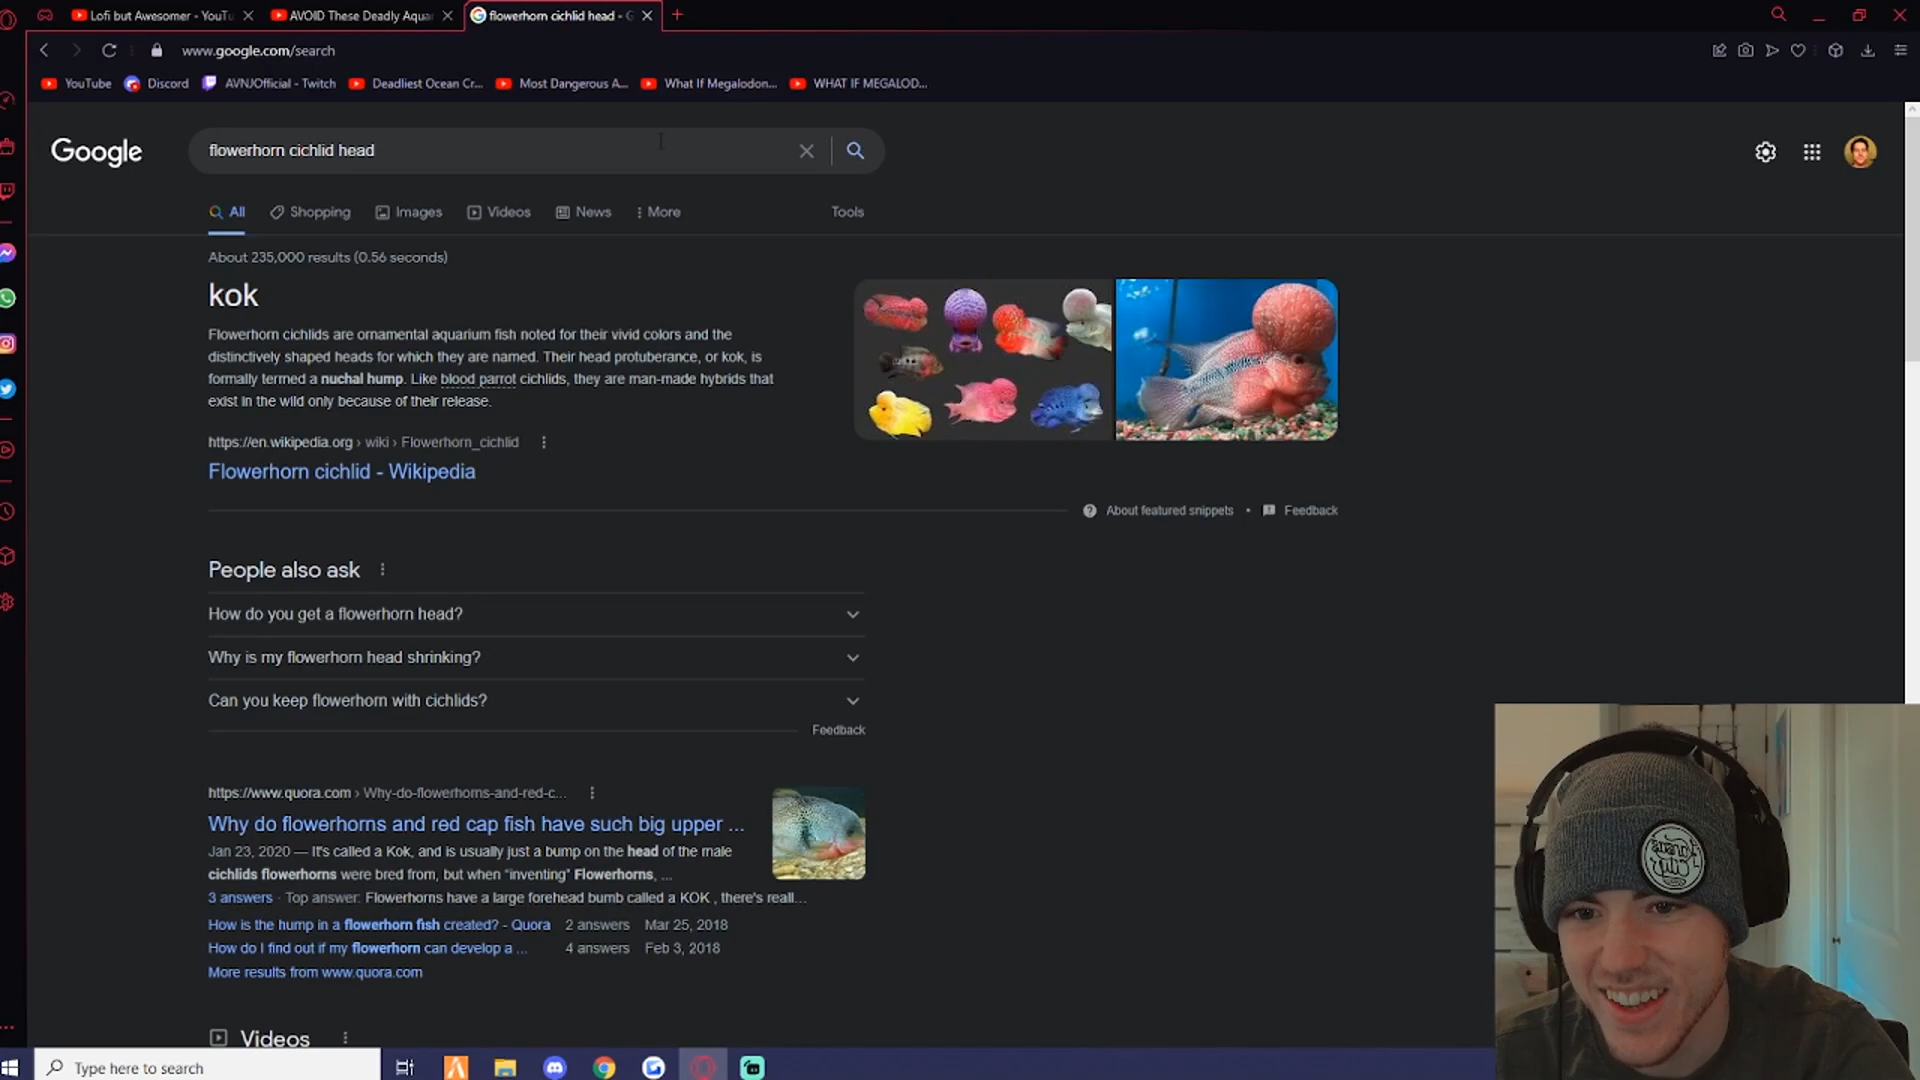 Lofi but Awesomer - YouTu
AVOID These Deadly Aqua
flowerhorn cichlid head - G
www.google.com/search
YouTube
Discord
AVNJOfficial - Twitch
Deadliest Ocean Cr...
Most Dangerous A...
What If Megalodon...
WHAT IF MEGALOD...
Google
flowerhorn cichlid head
All
Shopping
Images
Videos
News
More
Tools
About 235,000 results (0.56 seconds)
kok
Flowerhorn cichlids are ornamental aquarium fish noted for their vivid colors and the
distinctively shaped heads for which they are named. Their head protuberance, or kok, is
formally termed a nuchal hump. Like blood parrot cichlids, they are man-made hybrids that
exist in the wild only because of their release.
https://en.wikipedia.org › wiki › Flowerhorn_cichlid
Flowerhorn cichlid - Wikipedia
About featured snippets • Feedback
People also ask
How do you get a flowerhorn head?
Why is my flowerhorn head shrinking?
Can you keep flowerhorn with cichlids?
Feedback
https://www.quora.com › Why-do-flowerhorns-and-red-c...
Why do flowerhorns and red cap fish have such big upper ...
Jan 23, 2020 — It's called a Kok, and is usually just a bump on the head of the male
cichlids flowerhorns were bred from, but when "inventing" Flowerhorns, ...
3 answers · Top answer: Flowerhorns have a large forehead bumb called a KOK , there's reall...
How is the hump in a flowerhorn fish created? - Quora 2 answers Mar 25, 2018
How do I find out if my flowerhorn can develop a ... 4 answers Feb 3, 2018
More results from www.quora.com
Videos
Type here to search